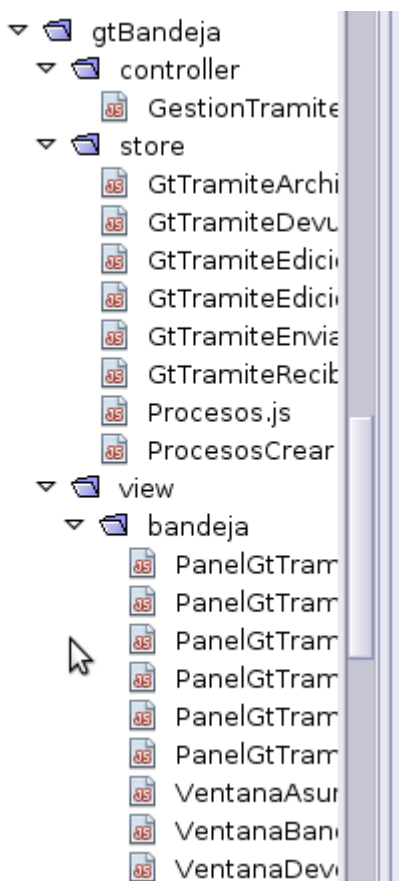 gtBandeja
controller
GestionTramite
store
GtTramiteArchi
GtTramiteDevu
GtTramiteEdici
GtTramiteEdici
GtTramiteEnvia
GtTramiteRecib
Procesos.js
ProcesosCrear
view
bandeja
PanelGtTram
PanelGtTram
PanelGtTram
PanelGtTram
PanelGtTram
PanelGtTram
VentanaAsun
VentanaBan
VentanaDev